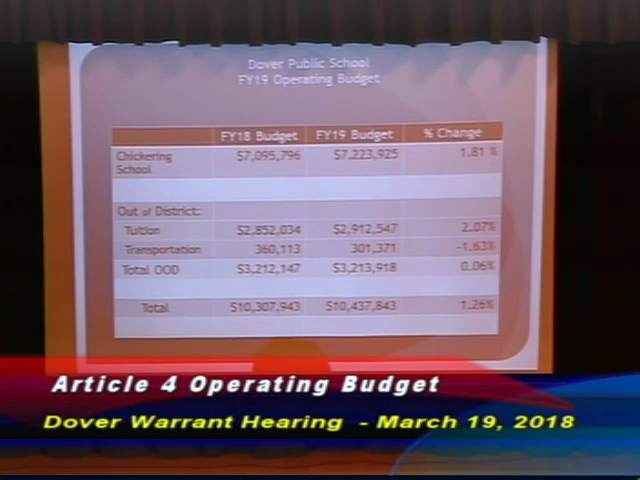 Dover Public School
FY19 Operating Budget
FY18 Budget FY19 Budget % Change
Chickering School $7,095,796 $7,223,925 1.81 %
Out of District:
Tuition $2,852,034 $2,912,547 2.07%
Transportation 360,113 301,371 -1.63%
Total OOD $3,212,147 $3,213,918 0.06%
Total $10,307,943 $10,437,843 1.26%
Article 4 Operating Budget
Dover Warrant Hearing - March 19, 2018